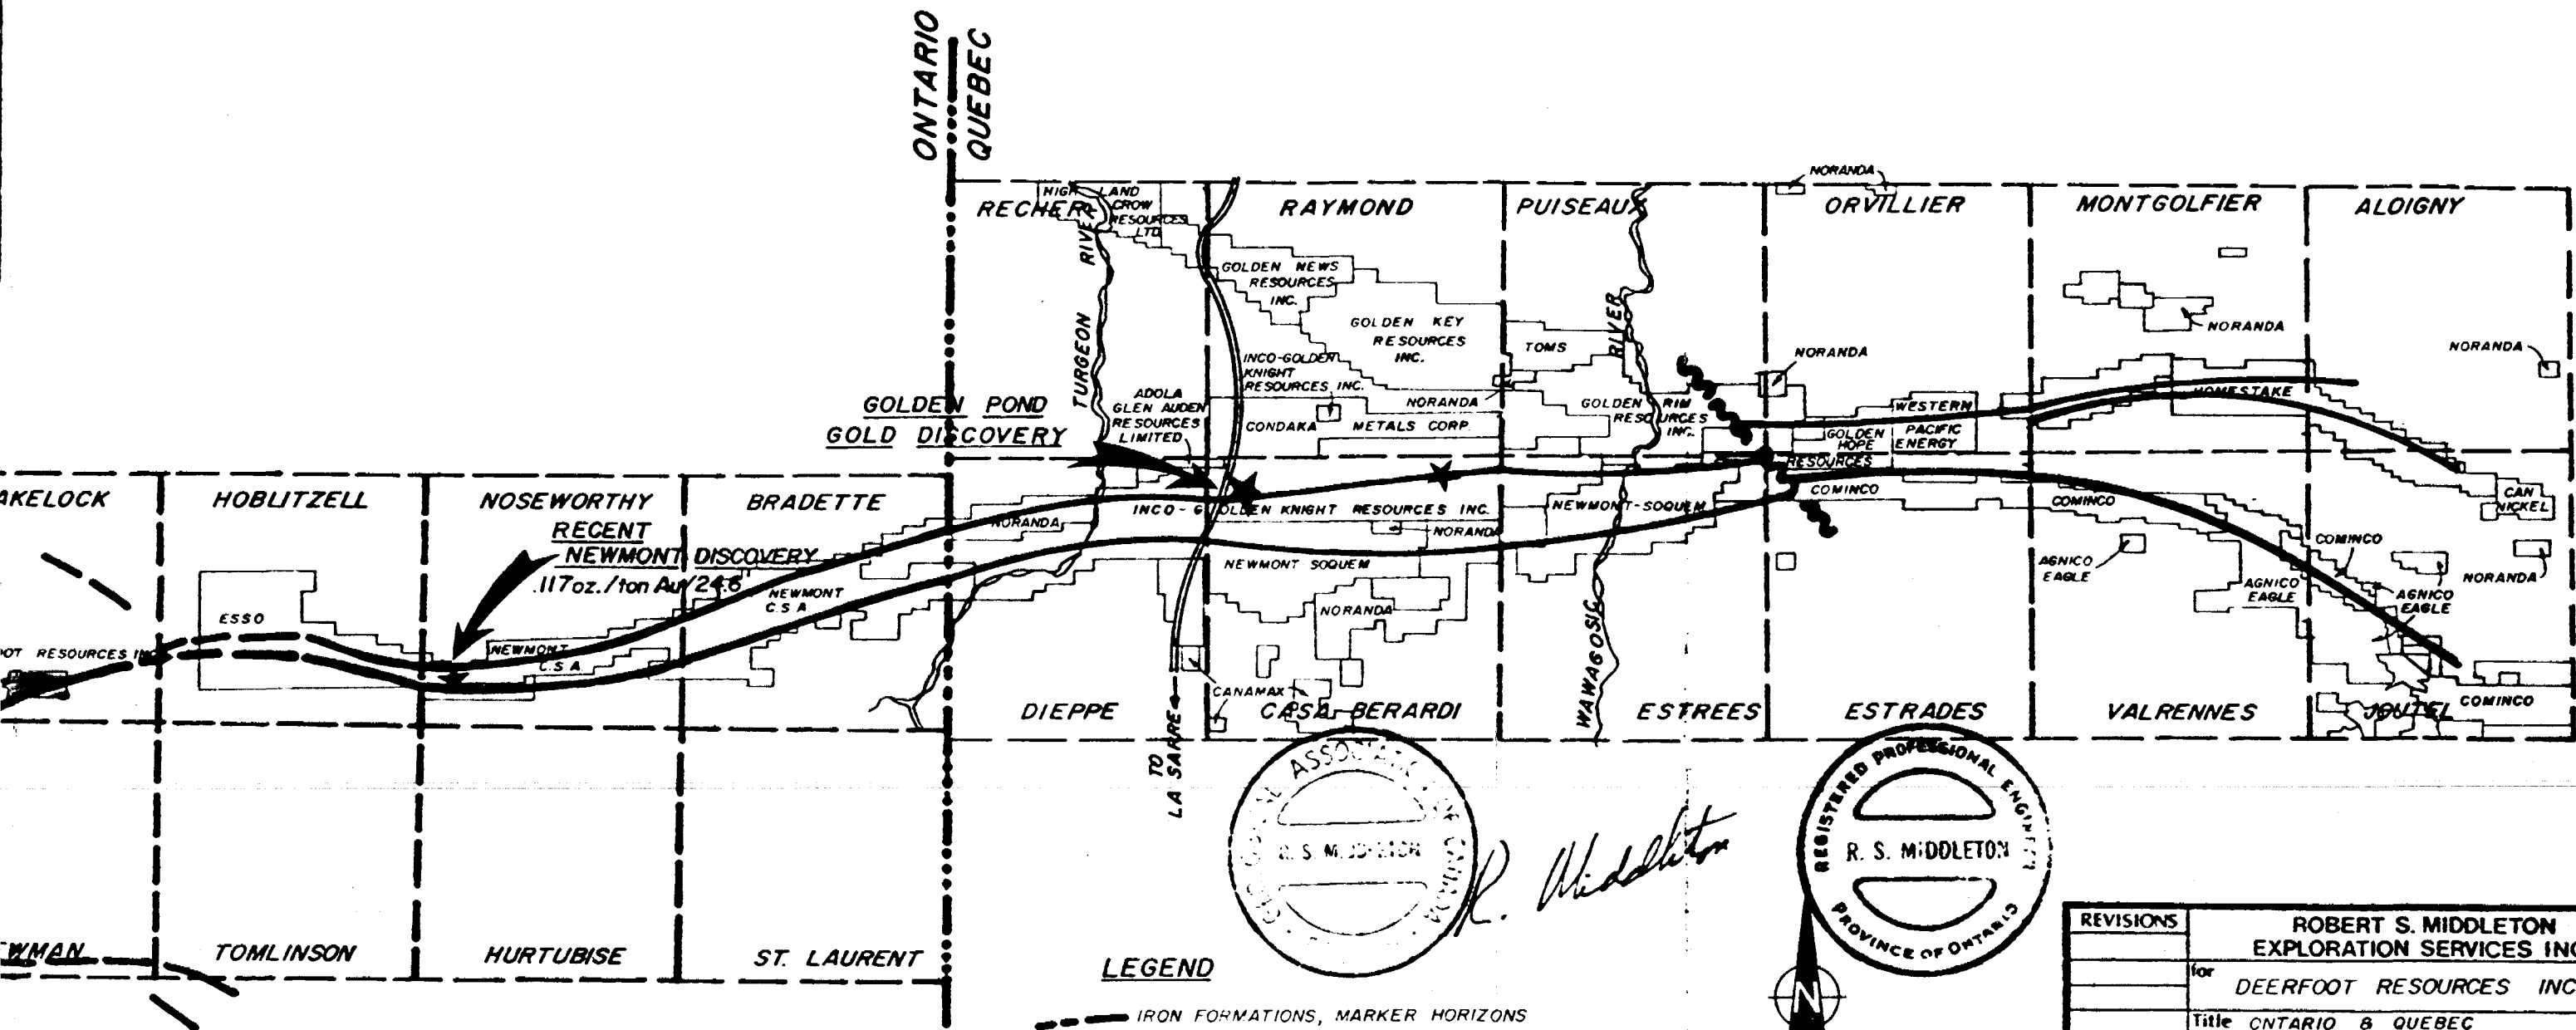 ONTARIO
QUEBEC
NORANDA
HIGH LAND
CROW
RESOURCES
LTD.
RECHER
RAYMOND
PUISEAUX
ORVILLIER
MONTGOLFIER
ALOIGNY
TURGEON RIVER
GOLDEN NEWS
RESOURCES
INC.
GOLDEN KEY
RESOURCES
INC.
TOMS
RIVER
NORANDA
NORANDA
NORANDA
INCO-GOLDEN
KNIGHT
RESOURCES INC.
ADOLA
GLEN AUDEN
RESOURCES
LIMITED
NORANDA
CONDAKA METALS CORP.
GOLDEN RIM
RESOURCES
INC.
WESTERN
PACIFIC
ENERGY
GOLDEN
HOPE
RESOURCES
HOMESTAKE
GOLDEN POND
GOLD DISCOVERY
AKELOCK
HOBLITZELL
NOSEWORTHY
BRADETTE
RECENT
NEWMONT DISCOVERY
.117oz./ton Au/24.6'
NORANDA
INCO-GOLDEN KNIGHT RESOURCES INC.
NEWMONT-SOQUEM
COMINCO
COMINCO
CAN
NICKEL
NORANDA
NEWMONT SOQUEM
AGNICO
EAGLE
COMINCO
NORANDA
AGNICO
EAGLE
AGNICO
EAGLE
NEWMONT
C.S.A
NORANDA
ESSO
OOT RESOURCES INC
NEWMONT
C.S.A
WAWAGOSIC
CANAMAX
COMINCO
DIEPPE
CASA BERARDI
ESTREES
ESTRADES
VALRENNES
JOUTEL
TO
LA SARRE
R. S. MIDDLETON
R. Middleton
REGISTERED PROFESSIONAL ENGINEER
R. S. MIDDLETON
PROVINCE OF ONTARIO
WMAN
TOMLINSON
HURTUBISE
ST. LAURENT
LEGEND
IRON FORMATIONS, MARKER HORIZONS
N
REVISIONS
ROBERT S. MIDDLETON
EXPLORATION SERVICES INC
for
DEERFOOT RESOURCES INC
Title ONTARIO & QUEBEC